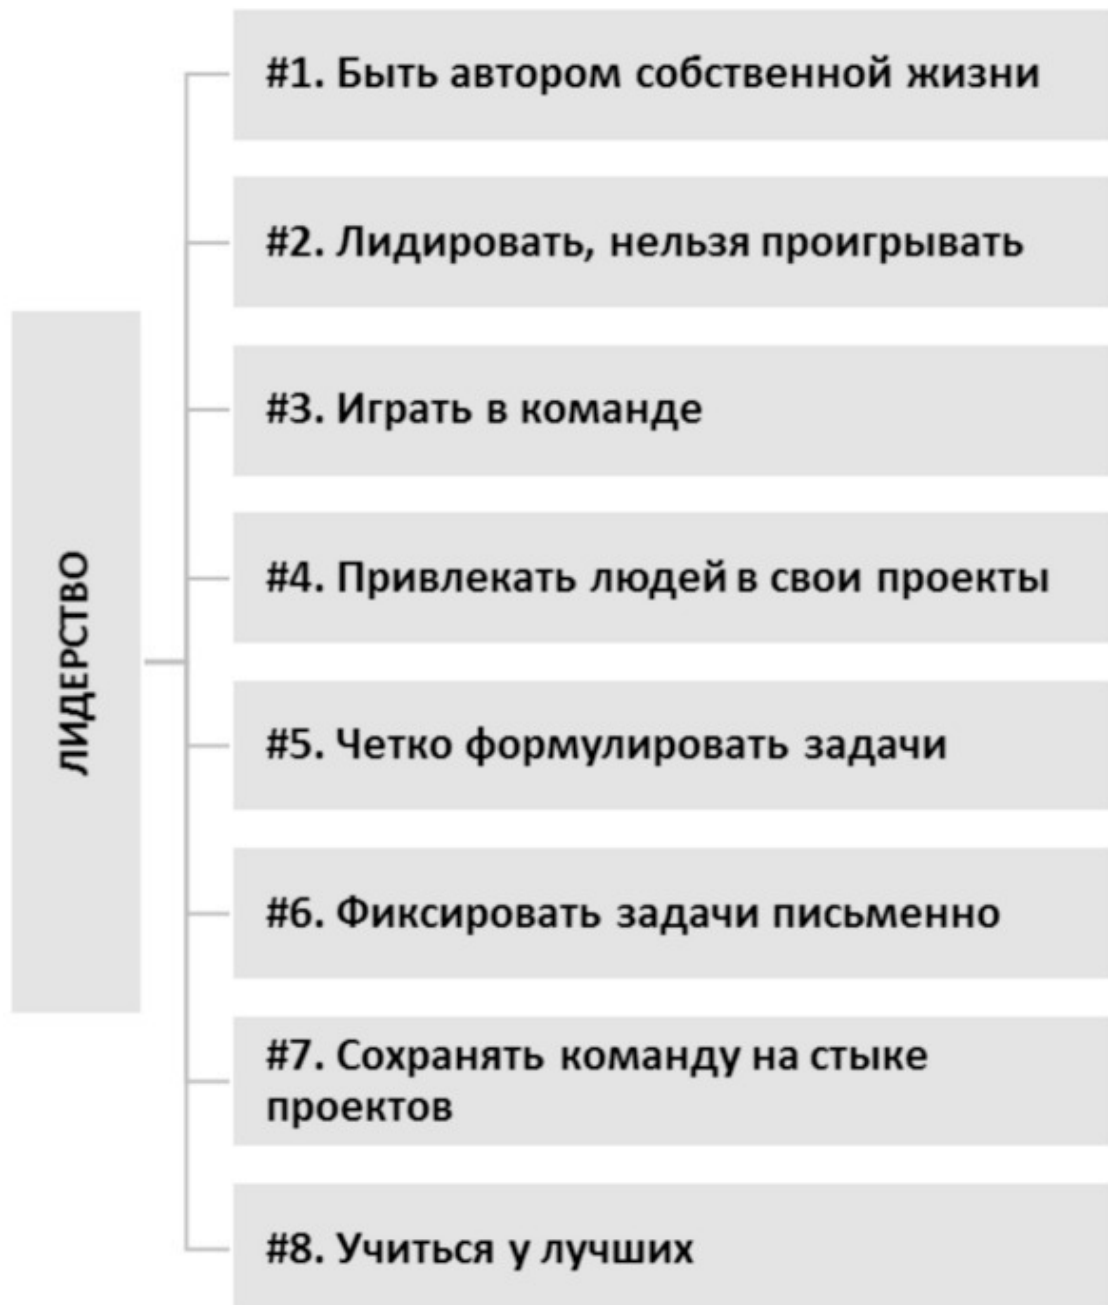 ЛИДЕРСТВО
#1. Быть автором собственной жизни
#2. Лидировать, нельзя проигрывать
#3. Играть в команде
#4. Привлекать людей в свои проекты
#5. Четко формулировать задачи
#6. Фиксировать задачи письменно
#7. Сохранять команду на стыке
проектов
#8. Учиться у лучших